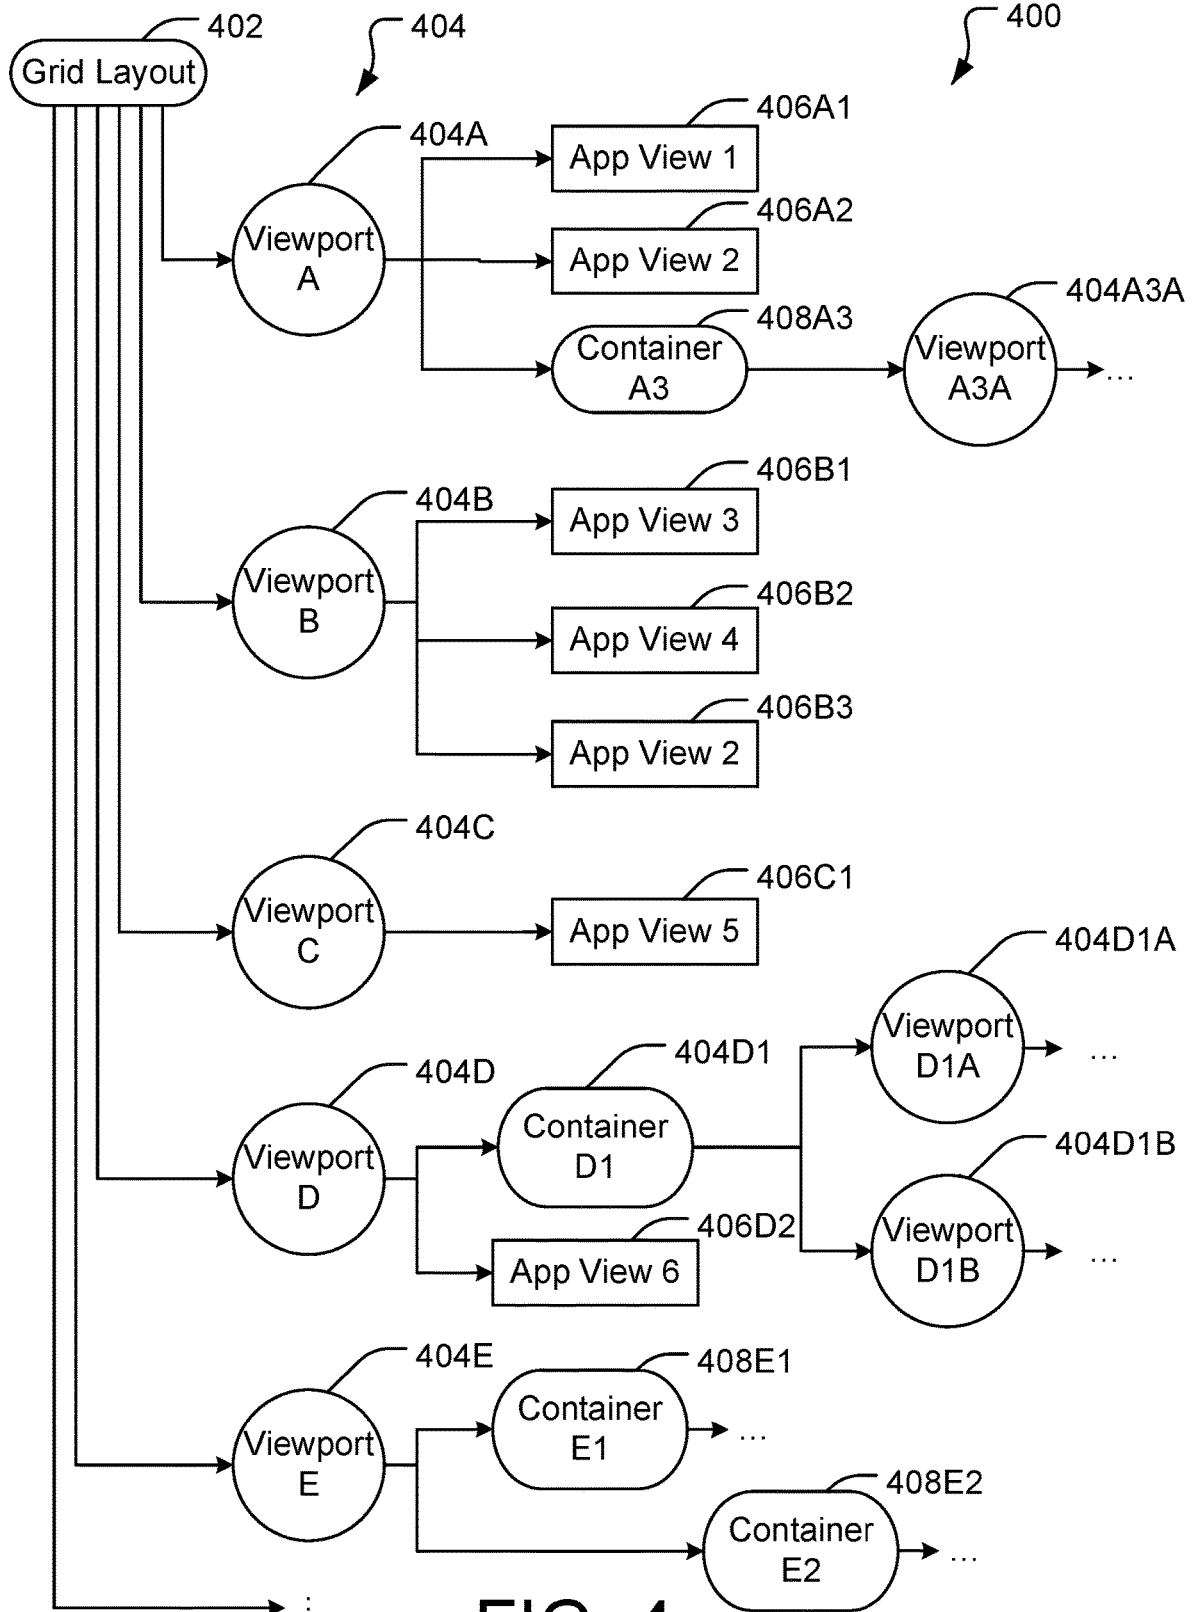 402
Grid Layout
404
400
404A
Viewport
A
406A1
App View 1
406A2
App View 2
408A3
Container
A3
404A3A
Viewport
A3A
...
404B
Viewport
B
406B1
App View 3
406B2
App View 4
406B3
App View 2
404C
Viewport
C
406C1
App View 5
404D
Viewport
D
404D1
Container
D1
406D2
App View 6
404D1A
Viewport
D1A
...
404D1B
Viewport
D1B
...
404E
Viewport
E
408E1
Container
E1
...
408E2
Container
E2
...
FIG. 4